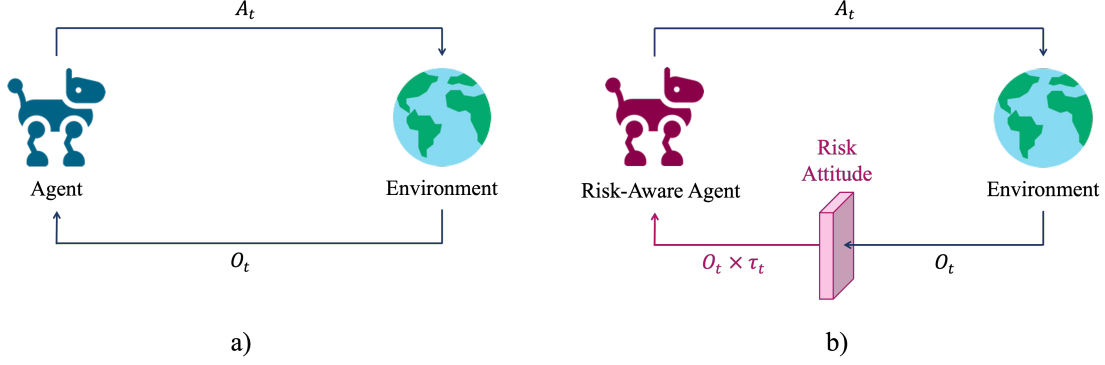 A_t
Agent
Environment
O_t
a)
A_t
Risk
Attitude
Risk-Aware Agent
Environment
O_t × τ_t
O_t
b)